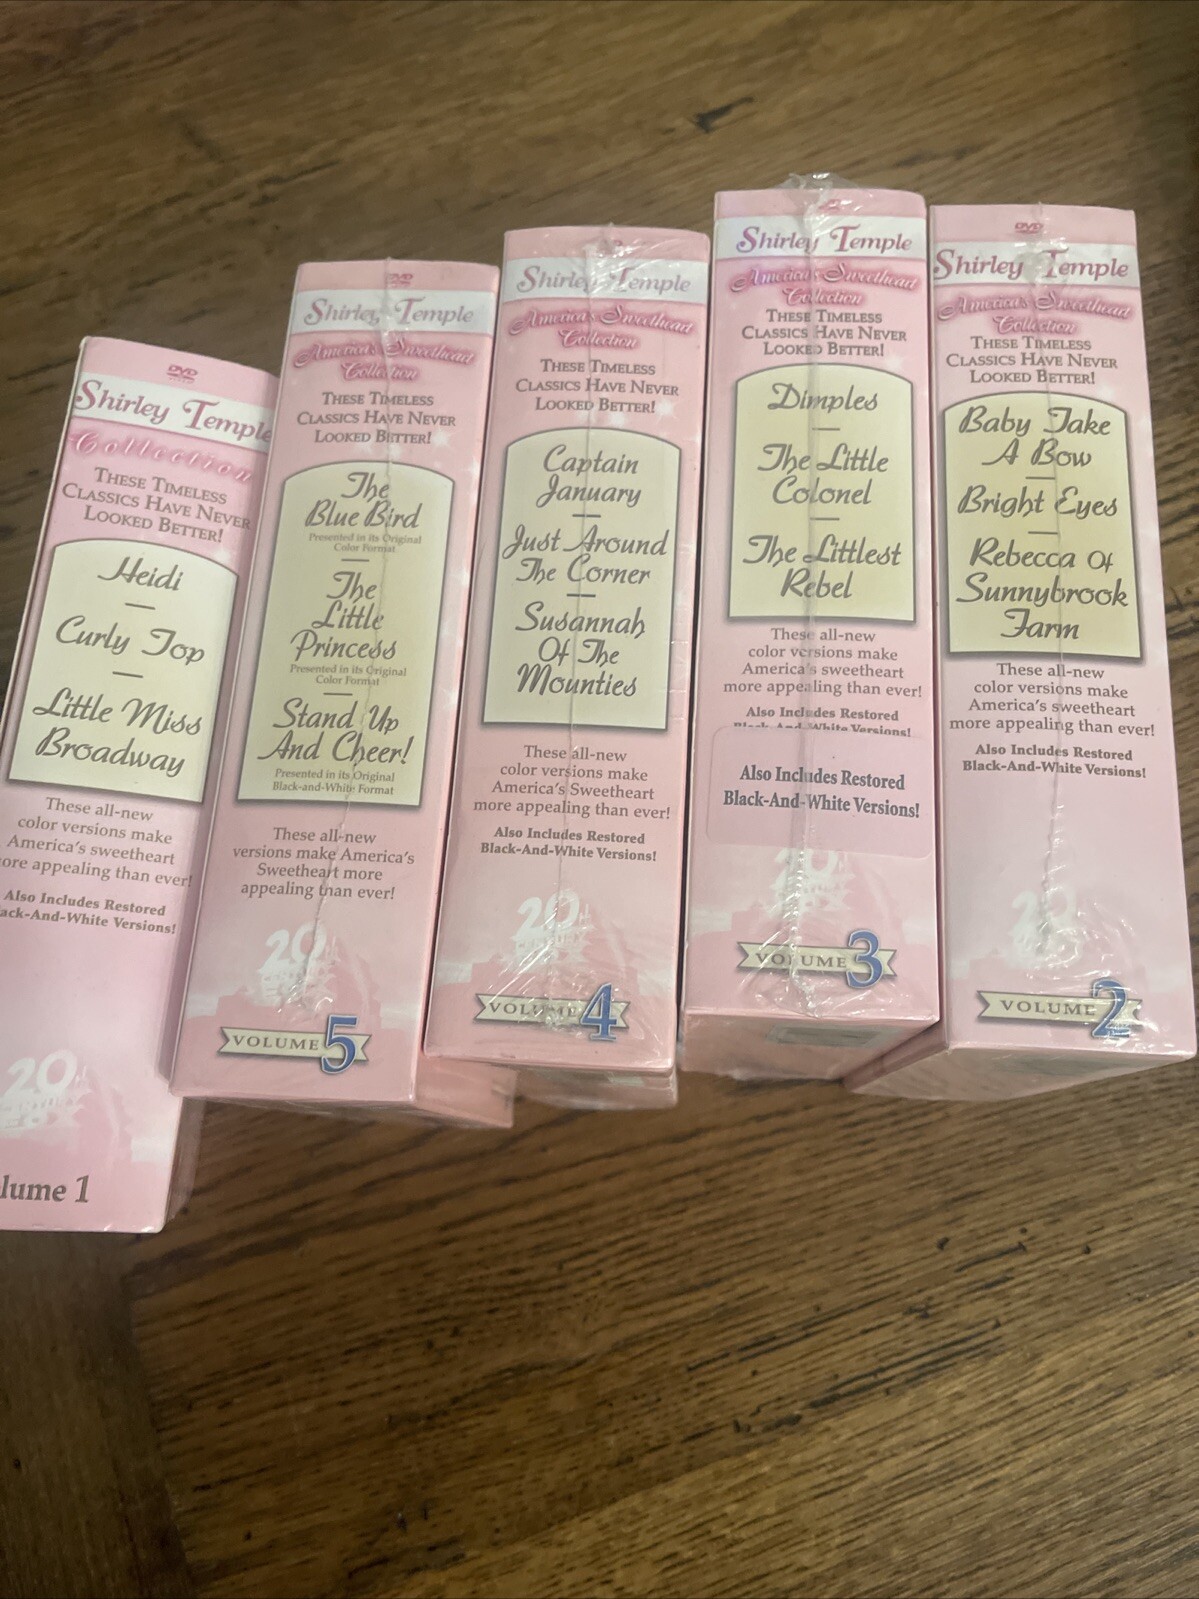 DVD
Shirley Temple
Collection
THESE TIMELESS
CLASSICS HAVE NEVER
LOOKED BETTER!
Heidi
Curly Top
Little Miss
Broadway
These all-new
color versions make
America's sweetheart
ore appealing than ever!
Also Includes Restored
ack-And-White Versions!
20
CENTURY
FOX
lume 1
DVD
Shirley Temple
America's Sweetheart
Collection
THESE TIMELESS
CLASSICS HAVE NEVER
LOOKED BETTER!
The
Blue Bird
Presented in its Original
Color Format
The
Little
Princess
Presented in its Original
Color Format
Stand Up
And Cheer!
Presented in its Original
Black-and-White Format
These all-new
versions make America's
Sweetheart more
appealing than ever!
20
VOLUME 5
Shirley Temple
America's Sweetheart
Collection
THESE TIMELESS
CLASSICS HAVE NEVER
LOOKED BETTER!
Captain
January
Just Around
The Corner
Susannah
Of The
Mounties
These all-new
color versions make
America's Sweetheart
more appealing than ever!
Also Includes Restored
Black-And-White Versions!
20
CENTURY
VOLUME 4
Shirley Temple
America's Sweetheart
Collection
THESE TIMELESS
CLASSICS HAVE NEVER
LOOKED BETTER!
Dimples
The Little
Colonel
The Littlest
Rebel
These all-new
color versions make
America's sweetheart
more appealing than ever!
Also Includes Restored
Black-And-White Versions!
Also Includes Restored
Black-And-White Versions!
20
VOLUME 3
DVD
Shirley Temple
America's Sweetheart
Collection
THESE TIMELESS
CLASSICS HAVE NEVER
LOOKED BETTER!
Baby Take
A Bow
Bright Eyes
Rebecca Of
Sunnybrook
Farm
These all-new
color versions make
America's sweetheart
more appealing than ever!
Also Includes Restored
Black-And-White Versions!
20
VOLUME 2